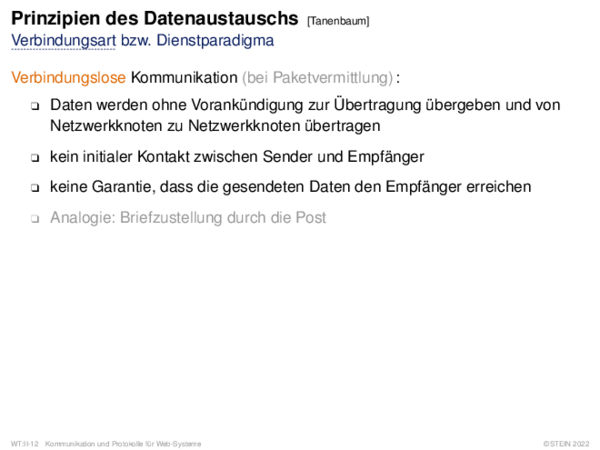 Prinzipien des Datenaustauschs [Tanenbaum]
Verbindungsart bzw. Dienstparadigma
Verbindungslose Kommunikation (bei Paketvermittlung) :
❑ Daten werden ohne Vorankündigung zur Übertragung übergeben und von
Netzwerkknoten zu Netzwerkknoten übertragen
❑ kein initialer Kontakt zwischen Sender und Empfänger
❑ keine Garantie, dass die gesendeten Daten den Empfänger erreichen
❑ Analogie: Briefzustellung durch die Post
WT:II-12 Kommunikation und Protokolle für Web-Systeme ©STEIN 2022